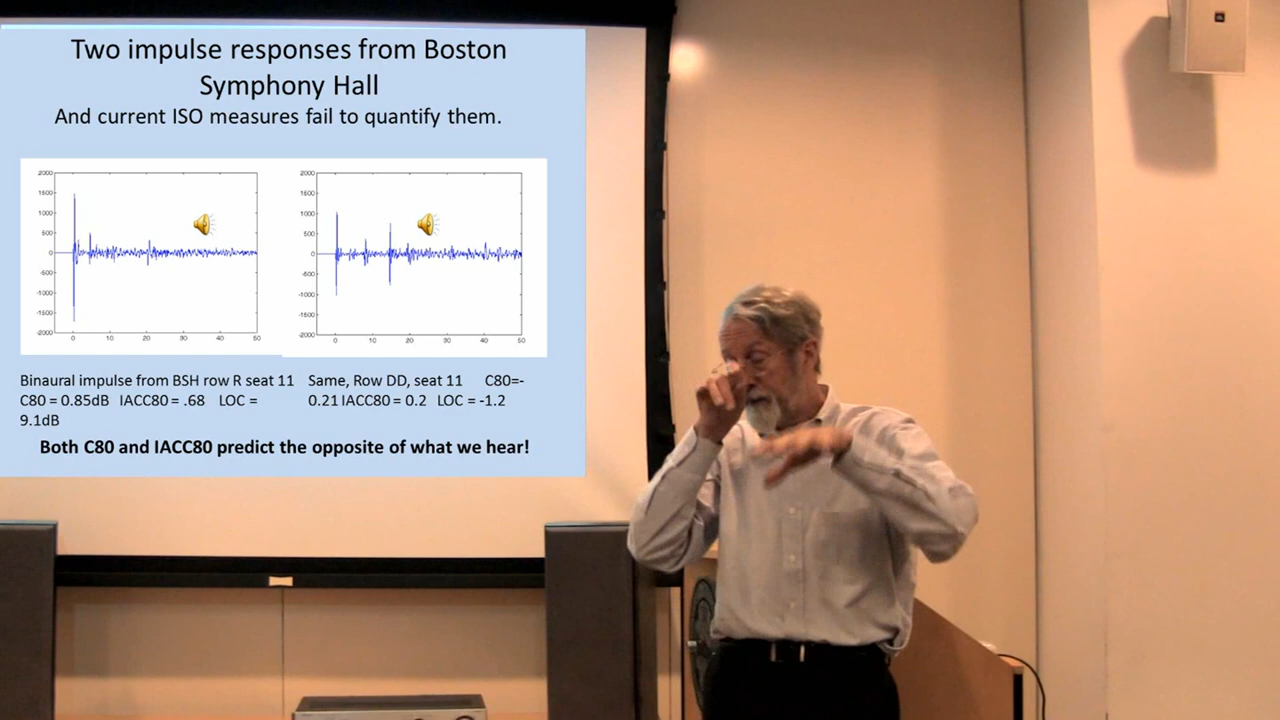 Two impulse responses from Boston
Symphony Hall
And current ISO measures fail to quantify them.
2000
1500
1000
500
0
-500
-1000
-1500
-2000
0 10 20 30 40 50
2000
1500
1000
500
0
-500
-1000
-1500
-2000
0 10 20 30 40 50
Binaural impulse from BSH row R seat 11
C80 = 0.85dB IACC80 = .68 LOC =
9.1dB
Same, Row DD, seat 11 C80=-
0.21 IACC80 = 0.2 LOC = -1.2
Both C80 and IACC80 predict the opposite of what we hear!